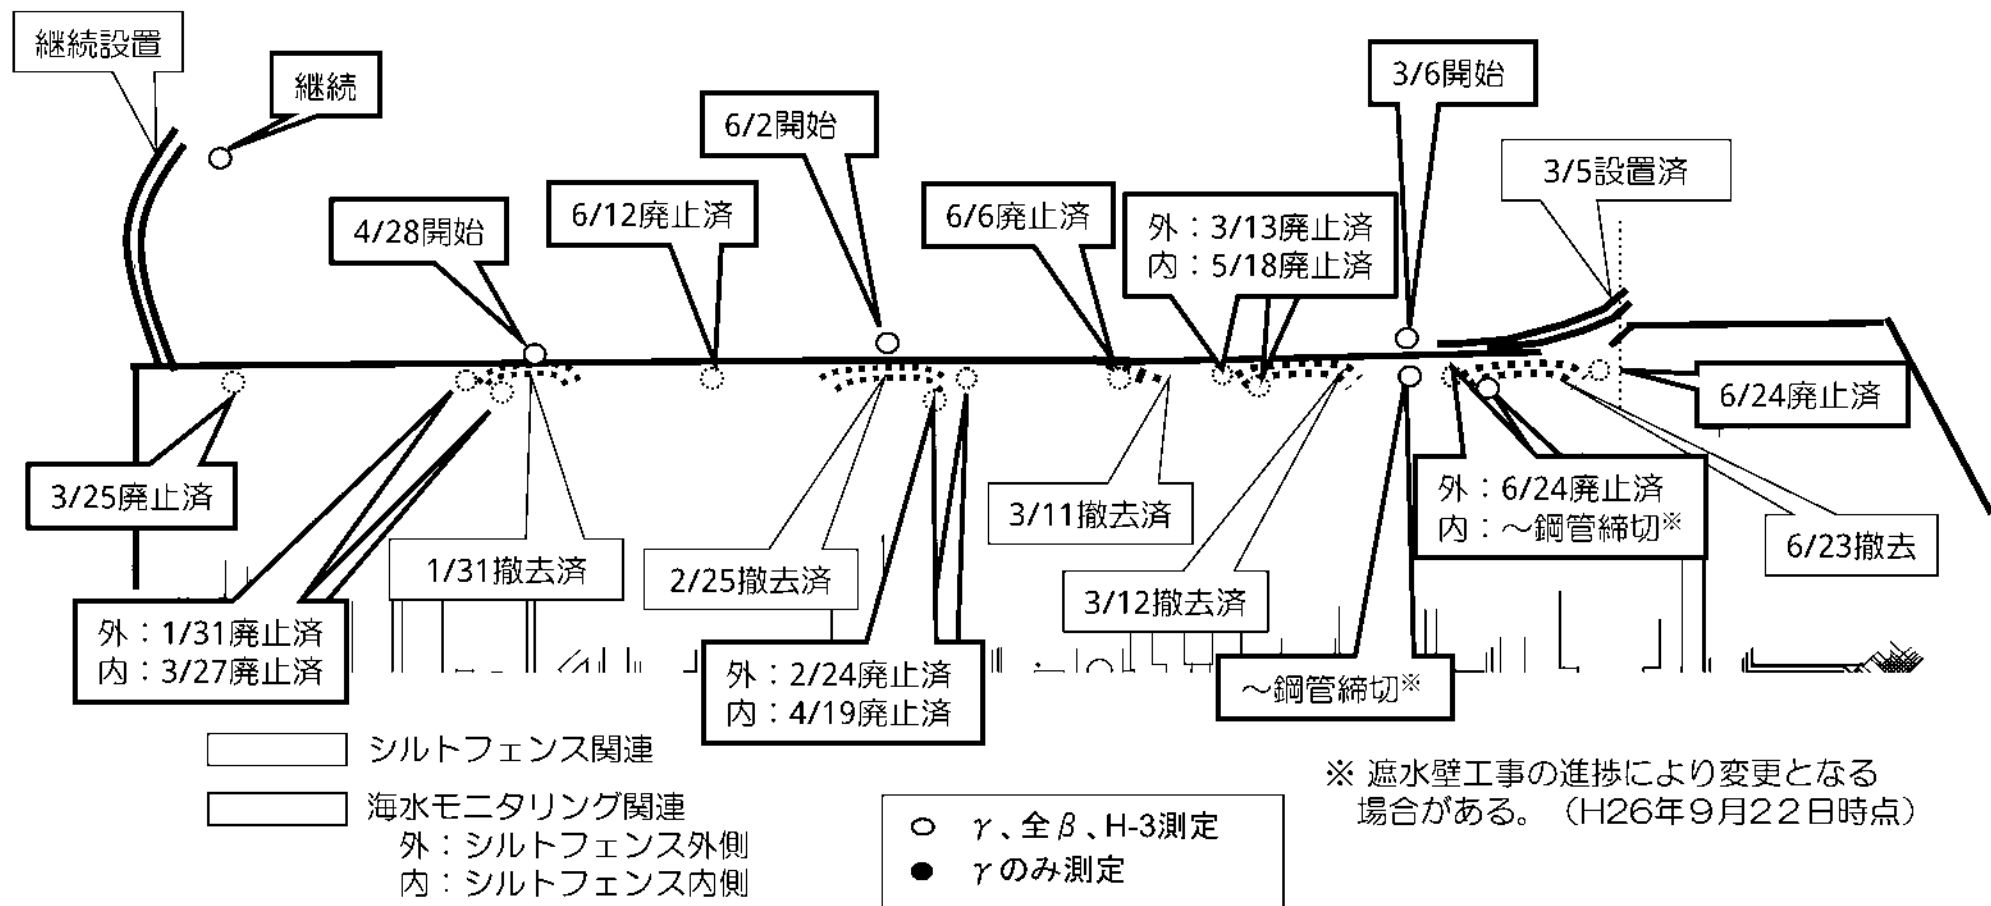 継続設置
継続
3/6開始
6/2開始
3/5設置済
4/28開始
6/12廃止済
6/6廃止済
外：3/13廃止済
内：5/18廃止済
6/24廃止済
3/25廃止済
3/11撤去済
外：6/24廃止済
内：～鋼管締切※
1/31撤去済
2/25撤去済
3/12撤去済
6/23撤去
外：1/31廃止済
内：3/27廃止済
外：2/24廃止済
内：4/19廃止済
～鋼管締切※
シルトフェンス関連
海水モニタリング関連
外：シルトフェンス外側
内：シルトフェンス内側
γ、全β、H-3測定
γのみ測定
※ 遮水壁工事の進捗により変更となる
場合がある。（H26年9月22日時点）